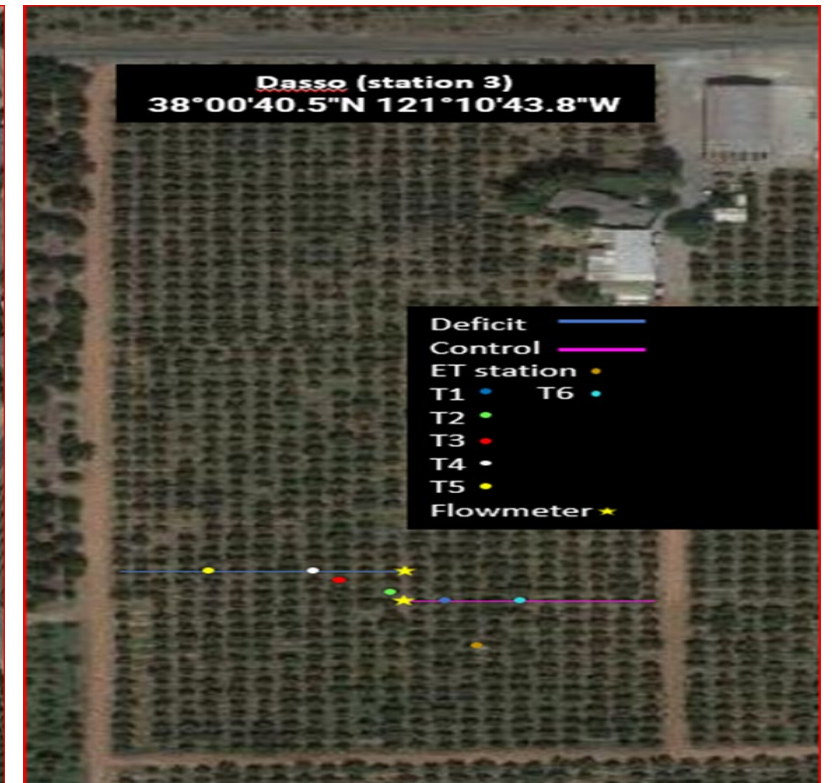 Dasso (station 3)
38°00'40.5"N 121°10'43.8"W
Deficit
Control
ET station
T1 T6
T2
T3
T4
T5
Flowmeter